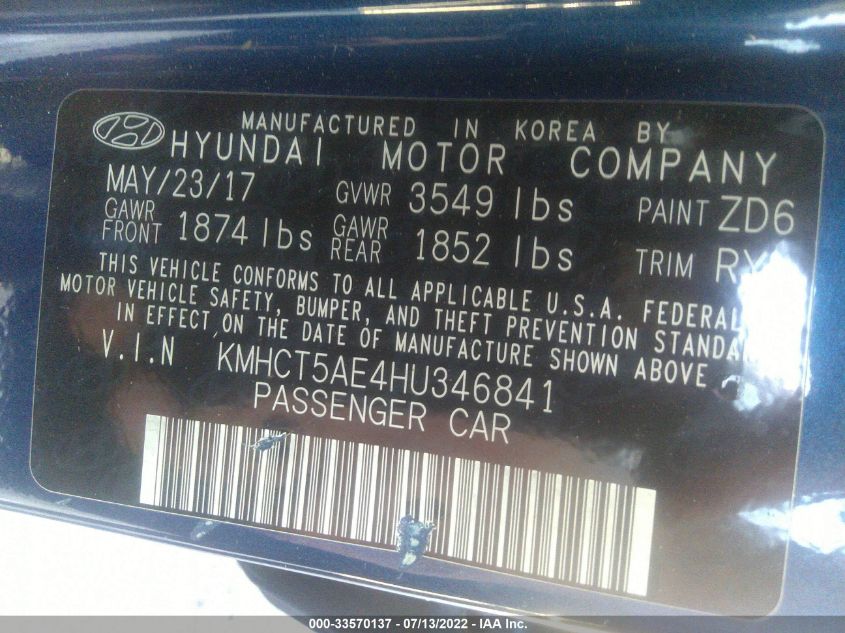 MANUFACTURED IN KOREA BY
HYUNDAI MOTOR COMPANY
MAY/23/17 GVWR 3549 lbs PAINT ZD6
GAWR FRONT 1874 lbs GAWR REAR 1852 lbs TRIM
THIS VEHICLE CONFORMS TO ALL APPLICABLE U.S.A. FEDERAL
MOTOR VEHICLE SAFETY, BUMPER, AND THEFT PREVENTION STANDA
IN EFFECT ON THE DATE OF MANUFACTURE SHOWN ABOVE
V.I.N KMHCT5AE4HU346841
PASSENGER CAR
000-33570137 - 07/13/2022 - IAA Inc.